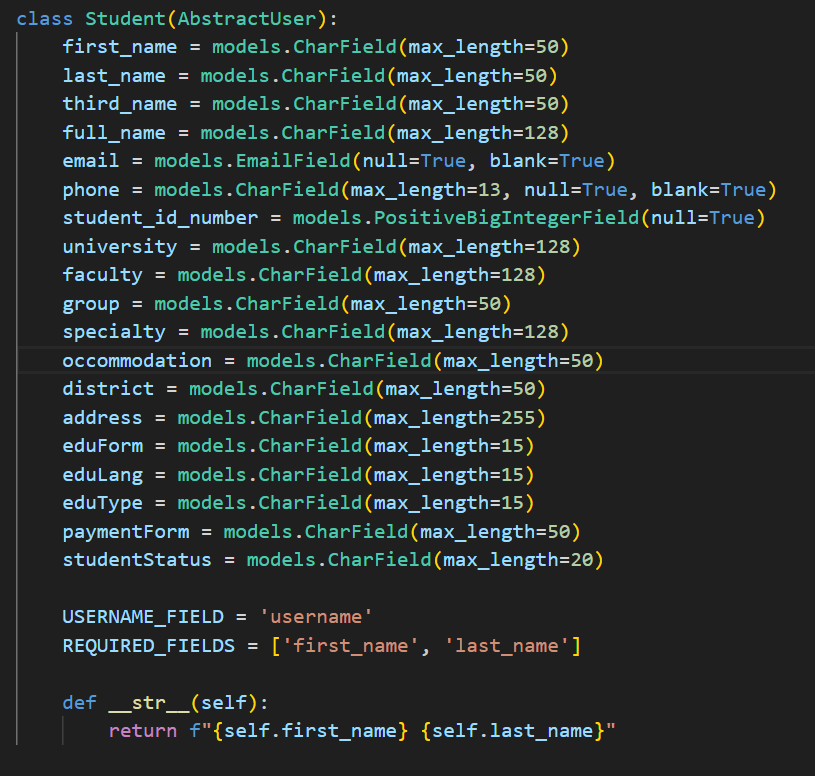 class Student(AbstractUser):
    first_name = models.CharField(max_length=50)
    last_name = models.CharField(max_length=50)
    third_name = models.CharField(max_length=50)
    full_name = models.CharField(max_length=128)
    email = models.EmailField(null=True, blank=True)
    phone = models.CharField(max_length=13, null=True, blank=True)
    student_id_number = models.PositiveBigIntegerField(null=True)
    university = models.CharField(max_length=128)
    faculty = models.CharField(max_length=128)
    group = models.CharField(max_length=50)
    specialty = models.CharField(max_length=128)
    occommodation = models.CharField(max_length=50)
    district = models.CharField(max_length=50)
    address = models.CharField(max_length=255)
    eduForm = models.CharField(max_length=15)
    eduLang = models.CharField(max_length=15)
    eduType = models.CharField(max_length=15)
    paymentForm = models.CharField(max_length=50)
    studentStatus = models.CharField(max_length=20)

    USERNAME_FIELD = 'username'
    REQUIRED_FIELDS = ['first_name', 'last_name']

    def __str__(self):
        return f"{self.first_name} {self.last_name}"